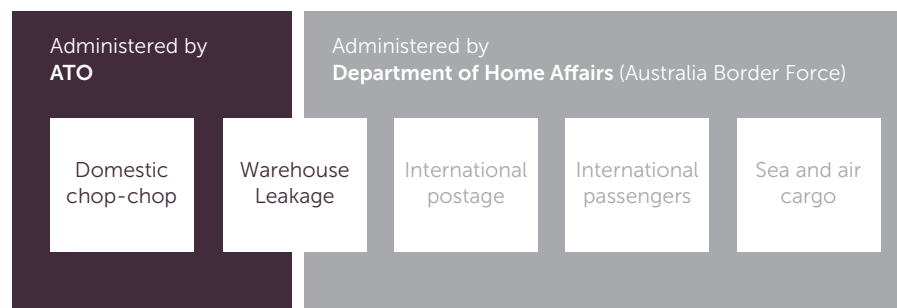 Administered by
ATO
Administered by
Department of Home Affairs (Australia Border Force)
Domestic
chop-chop
Warehouse
Leakage
International
postage
International
passengers
Sea and air
cargo